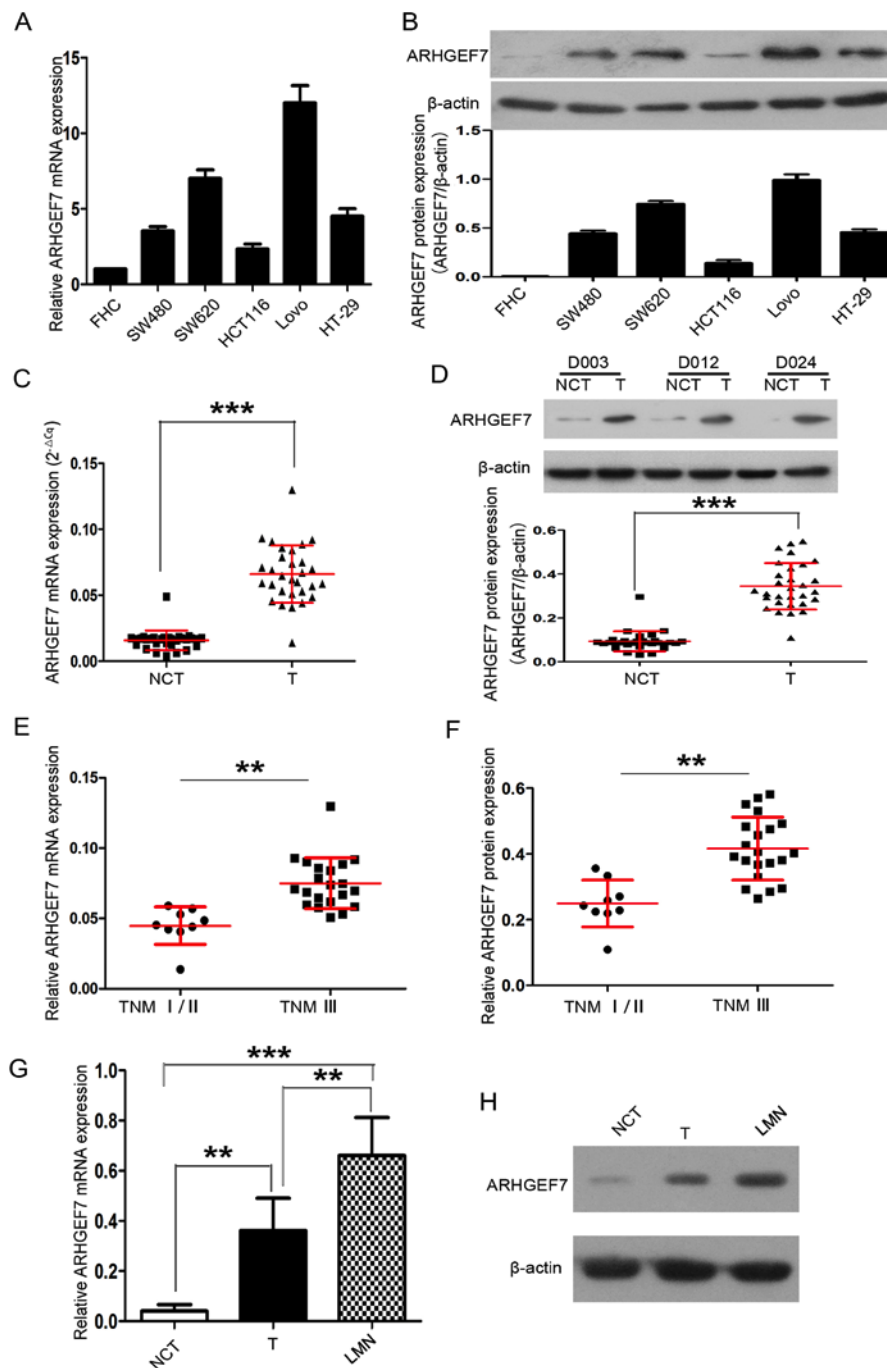 A
Relative ARHGEF7 mRNA expression
15
10
5
0
FHC
SW480
SW620
HCT116
Lovo
HT-29
B
ARHGEF7
β-actin
ARHGEF7 protein expression
(ARHGEF7/β-actin)
1.5
1.0
0.5
0.0
FHC
SW480
SW620
HCT116
Lovo
HT-29
C
***
ARHGEF7 mRNA expression (2-ΔCq)
0.15
0.10
0.05
0.00
NCT
T
D
D003 D012 D024
NCT T NCT T NCT T
ARHGEF7
β-actin
***
ARHGEF7 protein expression
(ARHGEF7/β-actin)
0.6
0.4
0.2
0.0
NCT
T
E
**
Relative ARHGEF7 mRNA expression
0.15
0.10
0.05
0.00
TNM Ⅰ/Ⅱ
TNM Ⅲ
F
**
Relative ARHGEF7 protein expression
0.6
0.4
0.2
0.0
TNM Ⅰ/Ⅱ
TNM Ⅲ
G
***
**
**
Relative ARHGEF7 mRNA expression
1.0
0.8
0.6
0.4
0.2
0.0
NCT
T
LMN
H
NCT
T
LMN
ARHGEF7
β-actin